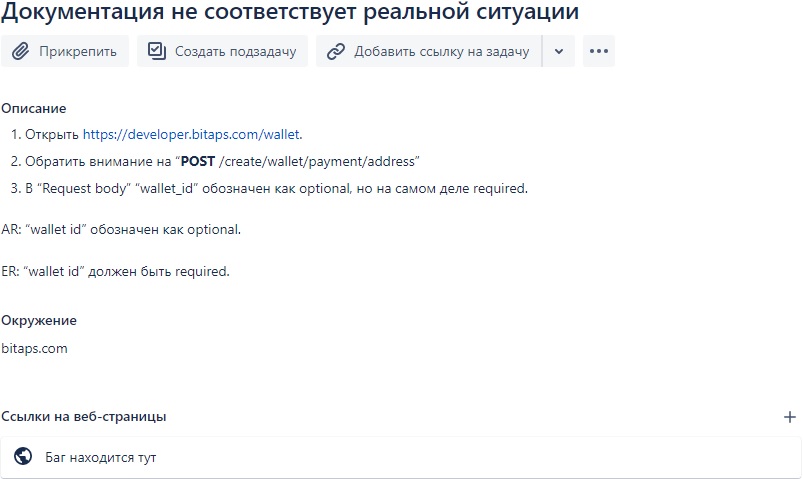 Документация не соответствует реальной ситуации
Прикрепить Создать подзадачу Добавить ссылку на задачу
Описание
1. Открыть https://developer.bitaps.com/wallet.
2. Обратить внимание на “POST /create/wallet/payment/address”
3. В “Request body” “wallet_id” обозначен как optional, но на самом деле required.
AR: “wallet id” обозначен как optional.
ER: “wallet id” должен быть required.
Окружение
bitaps.com
Ссылки на веб-страницы
Баг находится тут